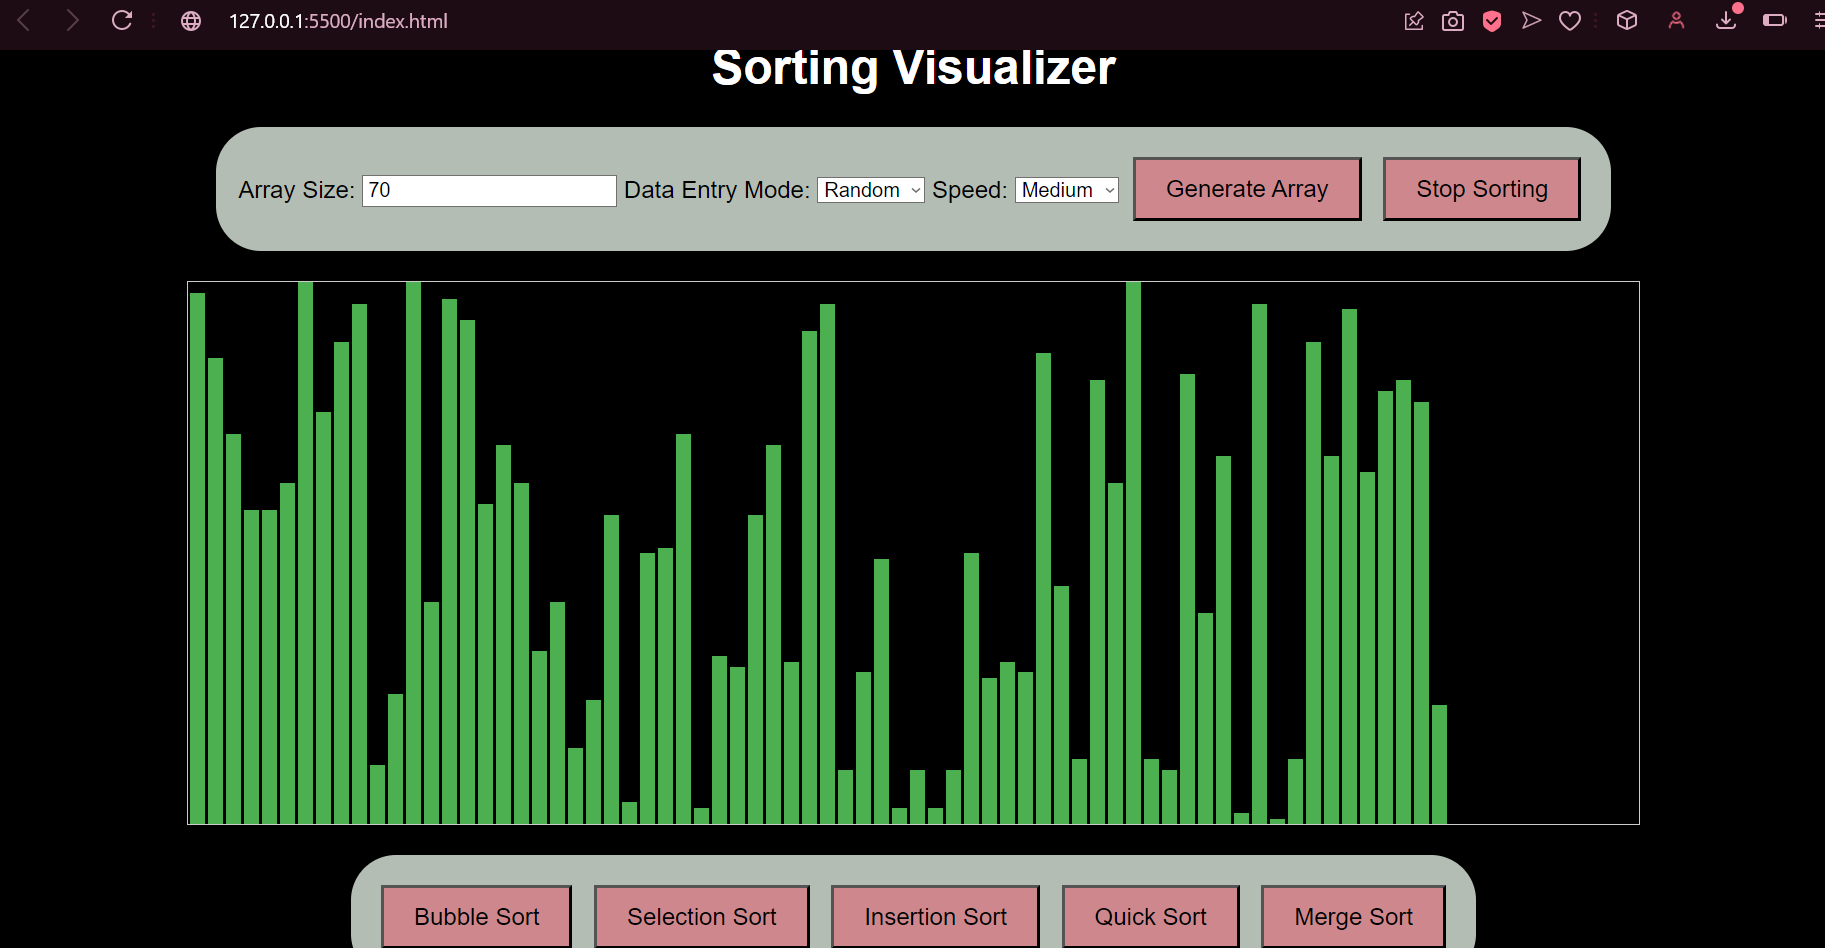 127.0.0.1:5500/index.html
Sorting Visualizer
Array Size: 70 Data Entry Mode: Random Speed: Medium Generate Array Stop Sorting
Bubble Sort Selection Sort Insertion Sort Quick Sort Merge Sort